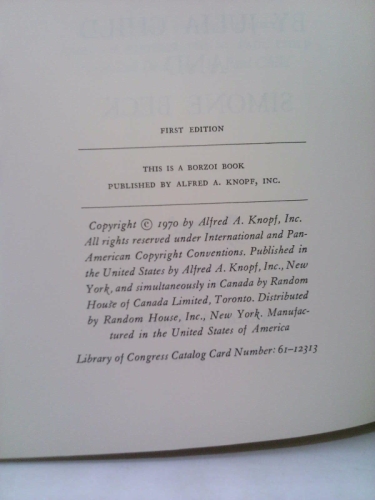 FIRST EDITION
THIS IS A BORZOI BOOK
PUBLISHED BY ALFRED A. KNOPF, INC.
Copyright © 1970 by Alfred A. Knopf, Inc.
All rights reserved under International and Pan-
American Copyright Conventions. Published in
the United States by Alfred A. Knopf, Inc., New
York, and simultaneously in Canada by Random
House of Canada Limited, Toronto. Distributed
by Random House, Inc., New York. Manufac-
tured in the United States of America
Library of Congress Catalog Card Number: 61-12313